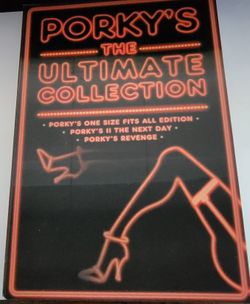 PORKY'S
THE
ULTIMATE
COLLECTION
• PORKY'S ONE SIZE FITS ALL EDITION •
• PORKY'S II THE NEXT DAY •
PORKY'S REVENGE •